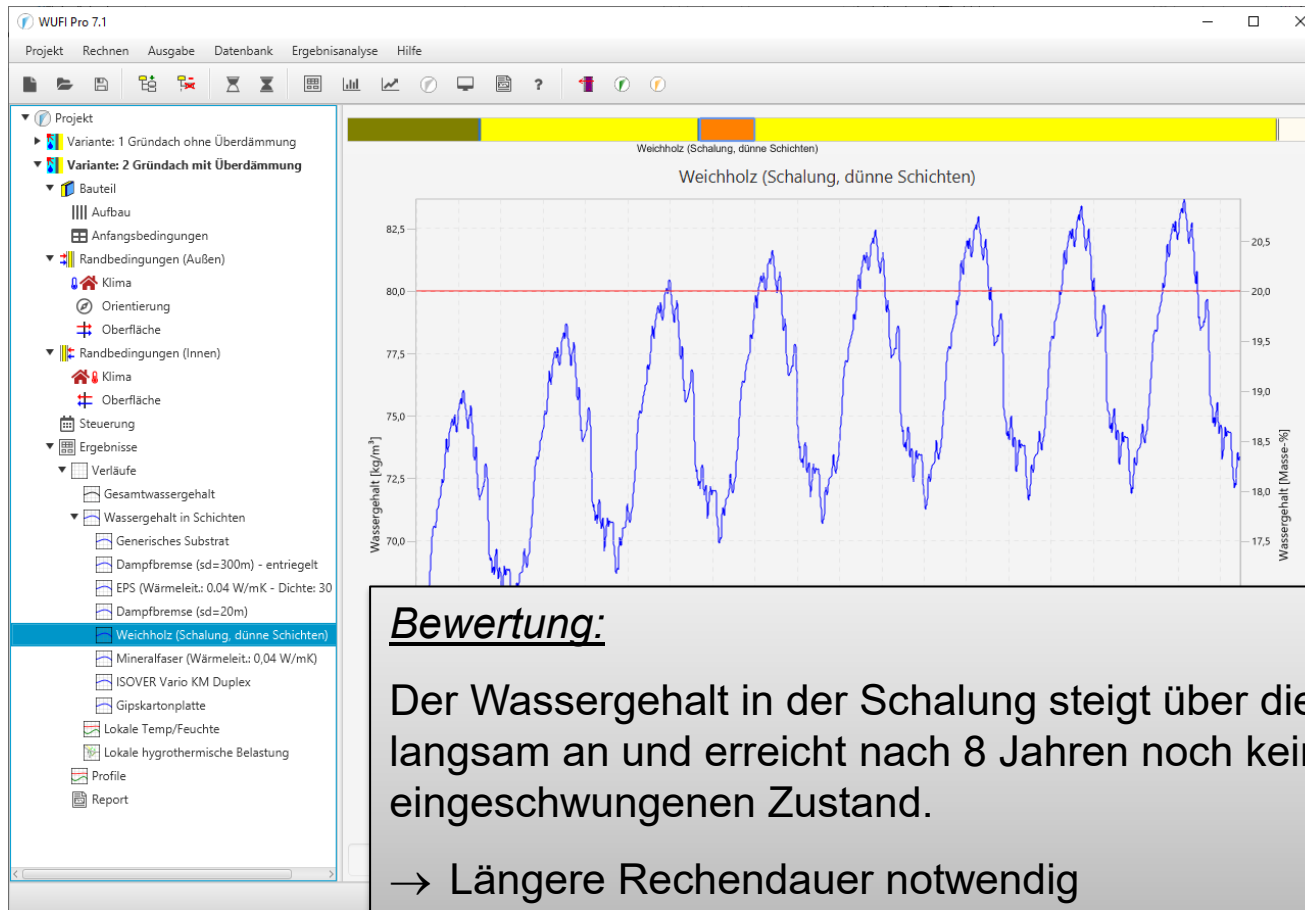 WUFI Pro 7.1
Projekt Rechnen Ausgabe Datenbank Ergebnisanalyse Hilfe
?
Projekt
Variante: 1 Gründach ohne Überdämmung
Variante: 2 Gründach mit Überdämmung
Bauteil
Aufbau
Anfangsbedingungen
Randbedingungen (Außen)
Klima
Orientierung
Oberfläche
Randbedingungen (Innen)
Klima
Oberfläche
Steuerung
Ergebnisse
Verläufe
Gesamtwassergehalt
Wassergehalt in Schichten
Generisches Substrat
Dampfbremse (sd=300m) - entriegelt
EPS (Wärmeleit.: 0.04 W/mK - Dichte: 30
Dampfbremse (sd=20m)
Weichholz (Schalung, dünne Schichten)
Mineralfaser (Wärmeleit.: 0,04 W/mK)
ISOVER Vario KM Duplex
Gipskartonplatte
Lokale Temp/Feuchte
Lokale hygrothermische Belastung
Profile
Report
Weichholz (Schalung, dünne Schichten)
Weichholz (Schalung, dünne Schichten)
Wassergehalt [kg/m³]
82,5
80,0
77,5
75,0
72,5
70,0
20,5
20,0
19,5
19,0
18,5
18,0
17,5
Wassergehalt [Masse-%]
Bewertung:
Der Wassergehalt in der Schalung steigt über die
langsam an und erreicht nach 8 Jahren noch kein
eingeschwungenen Zustand.
→ Längere Rechendauer notwendig